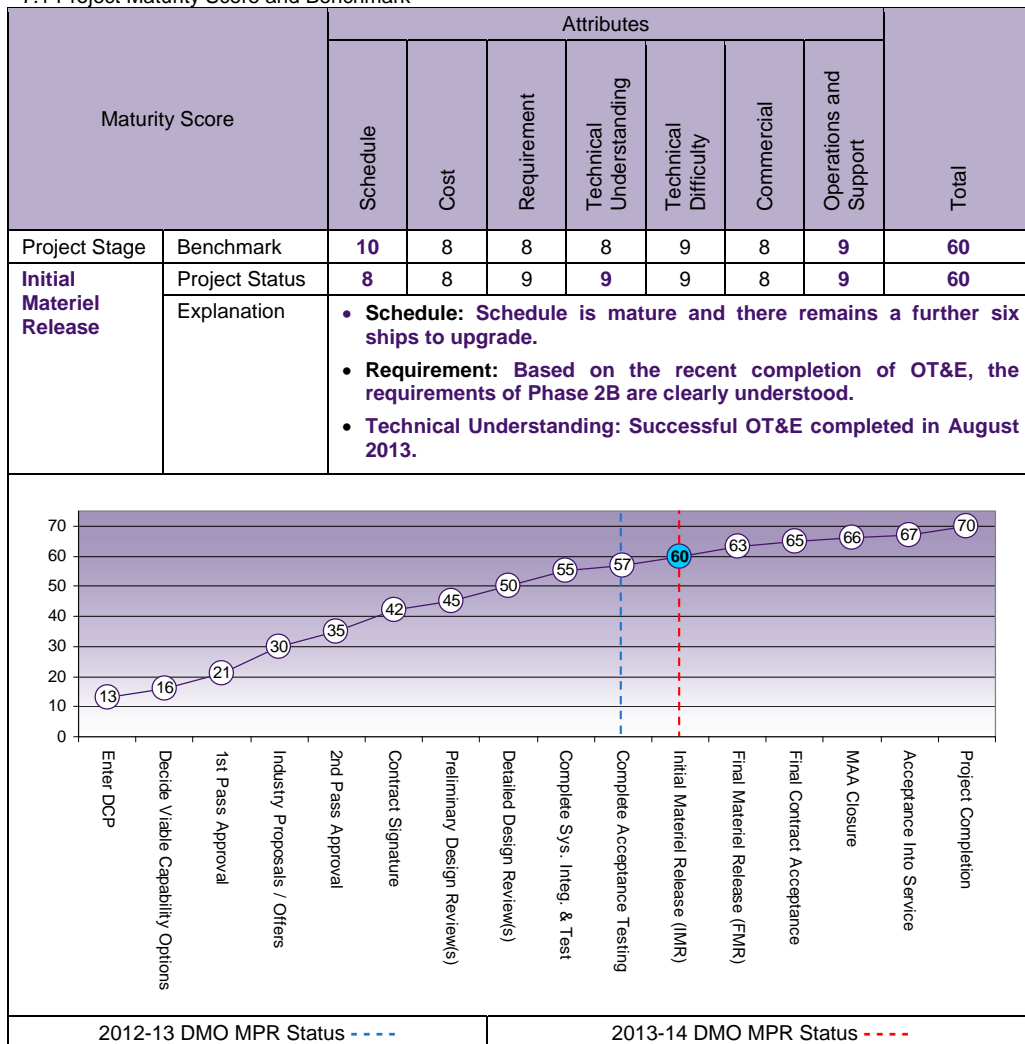 7.1 Project Maturity Score and Benchmark
Maturity Score
Attributes
Schedule
Cost
Requirement
Technical
Understanding
Technical
Difficulty
Commercial
Operations and
Support
Total
Project Stage Benchmark 10 8 8 8 9 8 9 60
Initial
Materiel
Release
Project Status 8 8 9 9 9 8 9 60
Explanation
• Schedule: Schedule is mature and there remains a further six
ships to upgrade.
• Requirement: Based on the recent completion of OT&E, the
requirements of Phase 2B are clearly understood.
• Technical Understanding: Successful OT&E completed in August
2013.
70
60
50
40
30
20
10
0
13
16
21
30
35
42
45
50
55
57
60
63
65
66
67
70
Enter DCP
Decide Viable Capability Options
1st Pass Approval
Industry Proposals / Offers
2nd Pass Approval
Contract Signature
Preliminary Design Review(s)
Detailed Design Review(s)
Complete Sys. Integ. & Test
Complete Acceptance Testing
Initial Materiel Release (IMR)
Final Materiel Release (FMR)
Final Contract Acceptance
MAA Closure
Acceptance Into Service
Project Completion
2012-13 DMO MPR Status - - - -
2013-14 DMO MPR Status - - - -